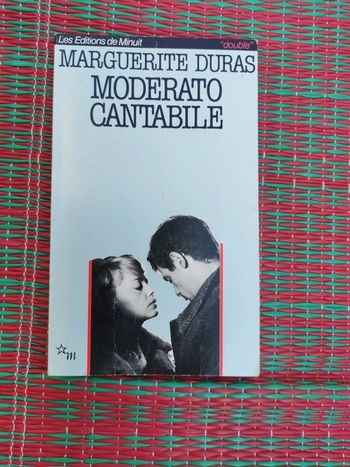 Les Editions de Minuit "double"
MARGUERITE DURAS
MODERATO
CANTABILE
m